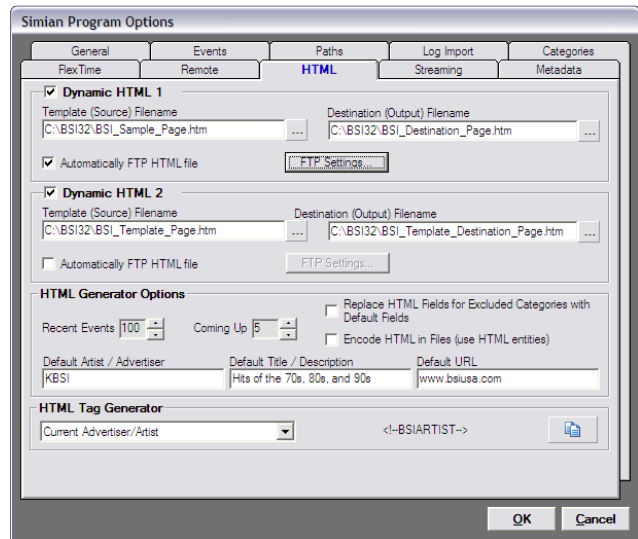 Simian Program Options
General Events Paths Log Import Categories
FlexTime Remote HTML Streaming Metadata
Dynamic HTML 1
Template (Source) Filename Destination (Output) Filename
C:\BSI32\BSI_Sample_Page.htm ... C:\BSI32\BSI_Destination_Page.htm ...
Automatically FTP HTML file FTP Settings...
Dynamic HTML 2
Template (Source) Filename Destination (Output) Filename
C:\BSI32\BSI_Template_Page.htm ... C:\BSI32\BSI_Template_Destination_Page.htm ...
Automatically FTP HTML file FTP Settings...
HTML Generator Options
Recent Events 100 Coming Up 5
Replace HTML Fields for Excluded Categories with
Default Fields
Encode HTML in Files (use HTML entities)
Default Artist / Advertiser Default Title / Description Default URL
KBSI Hits of the 70s, 80s, and 90s www.bsiusa.com
HTML Tag Generator
Current Advertiser/Artist <!--BSIARTIST-->
OK Cancel